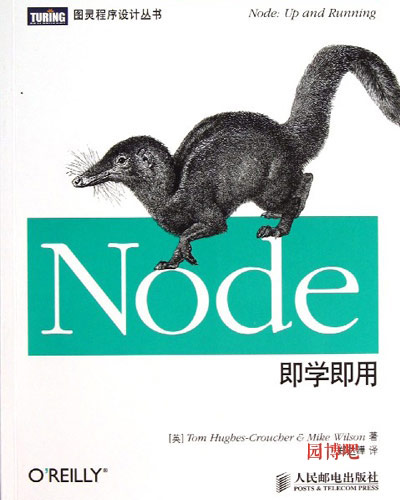 TURING
图灵程序设计丛书
Node: Up and Running
Node
即学即用
[英] Tom Hughes-Croucher & Mike Wilson 著
译
园博吧
O'REILLY®
人民邮电出版社
POSTS & TELECOM PRESS